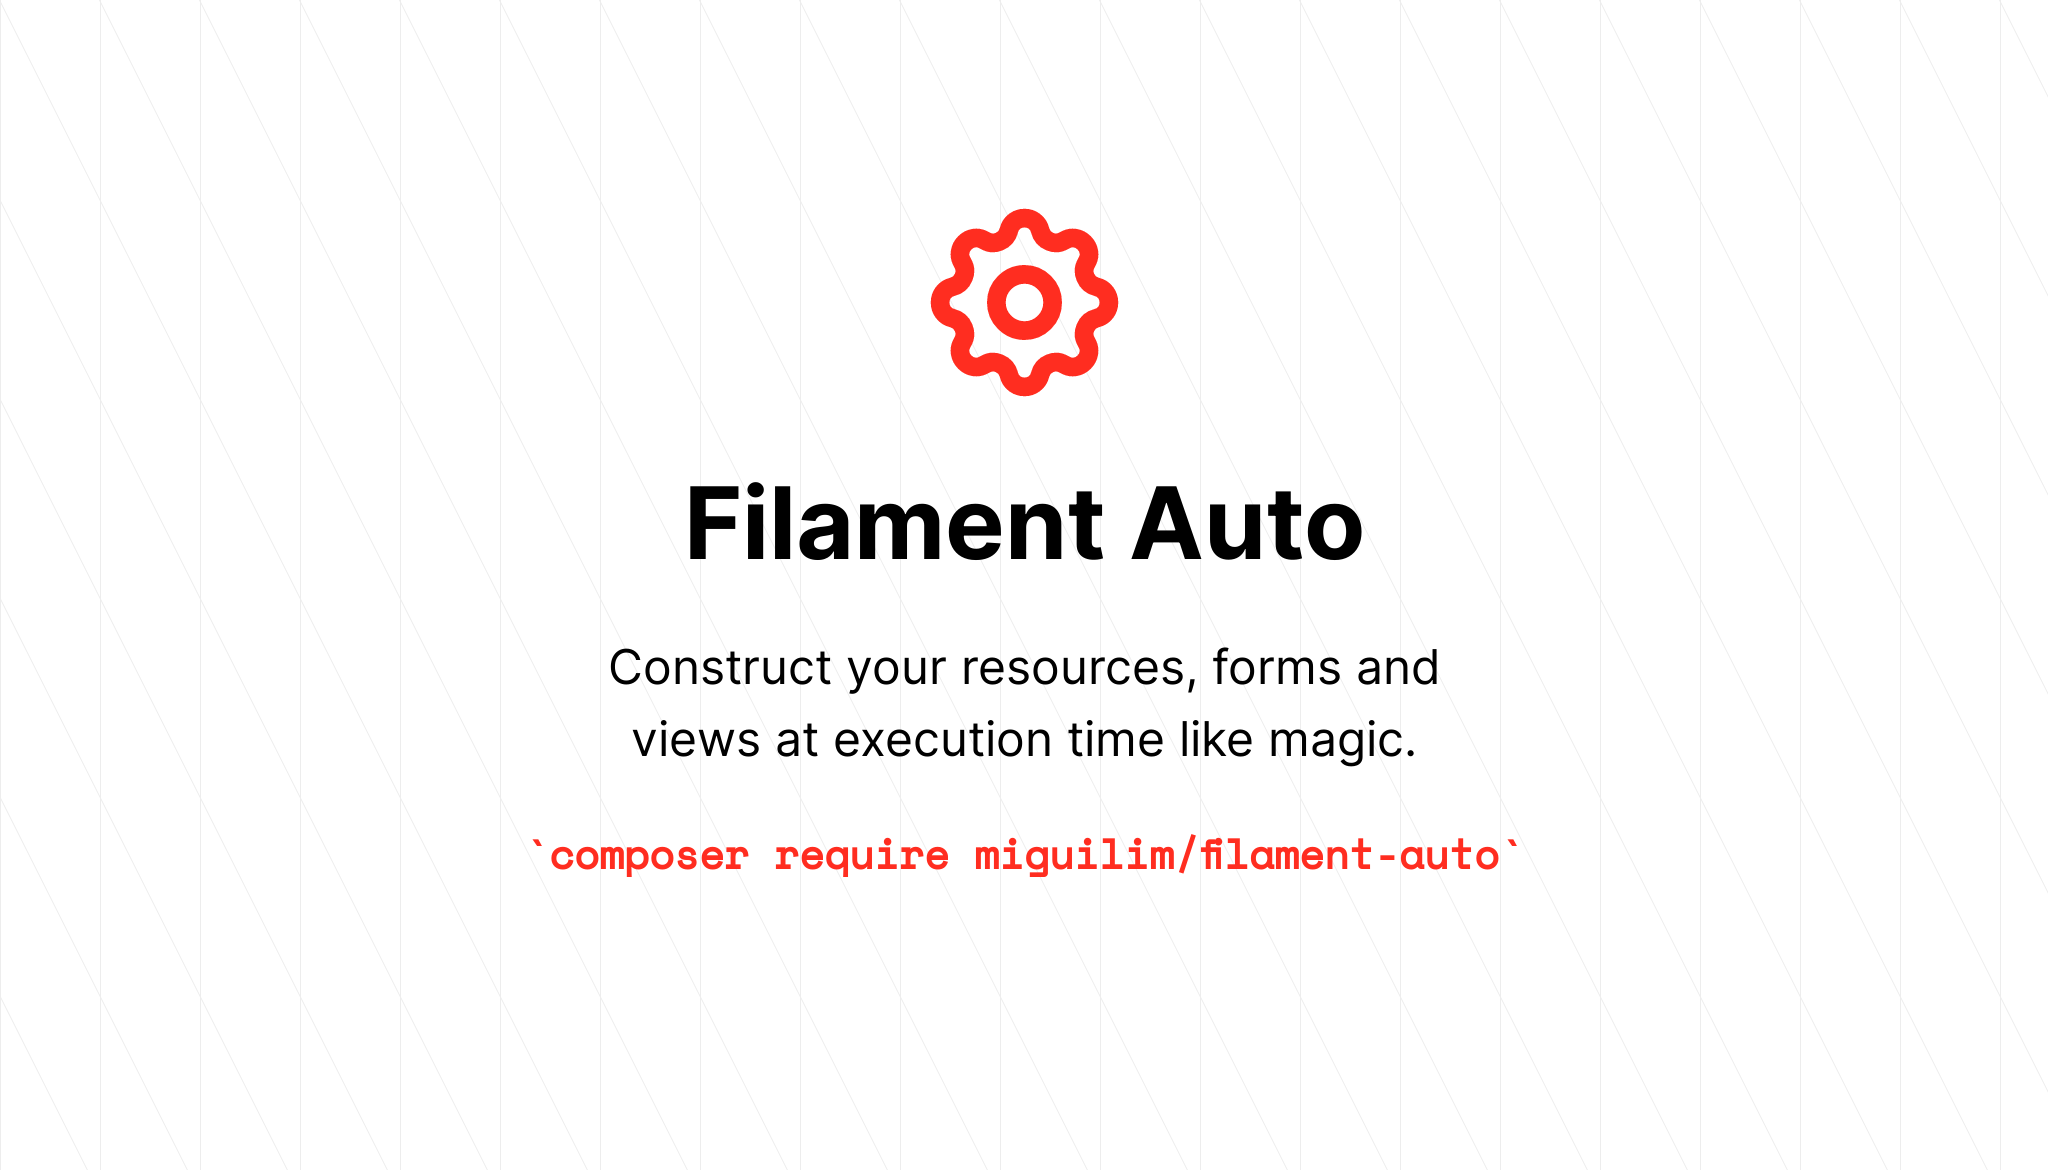 Filament Auto
Construct your resources, forms and
views at execution time like magic.
`composer require miguilim/filament-auto`